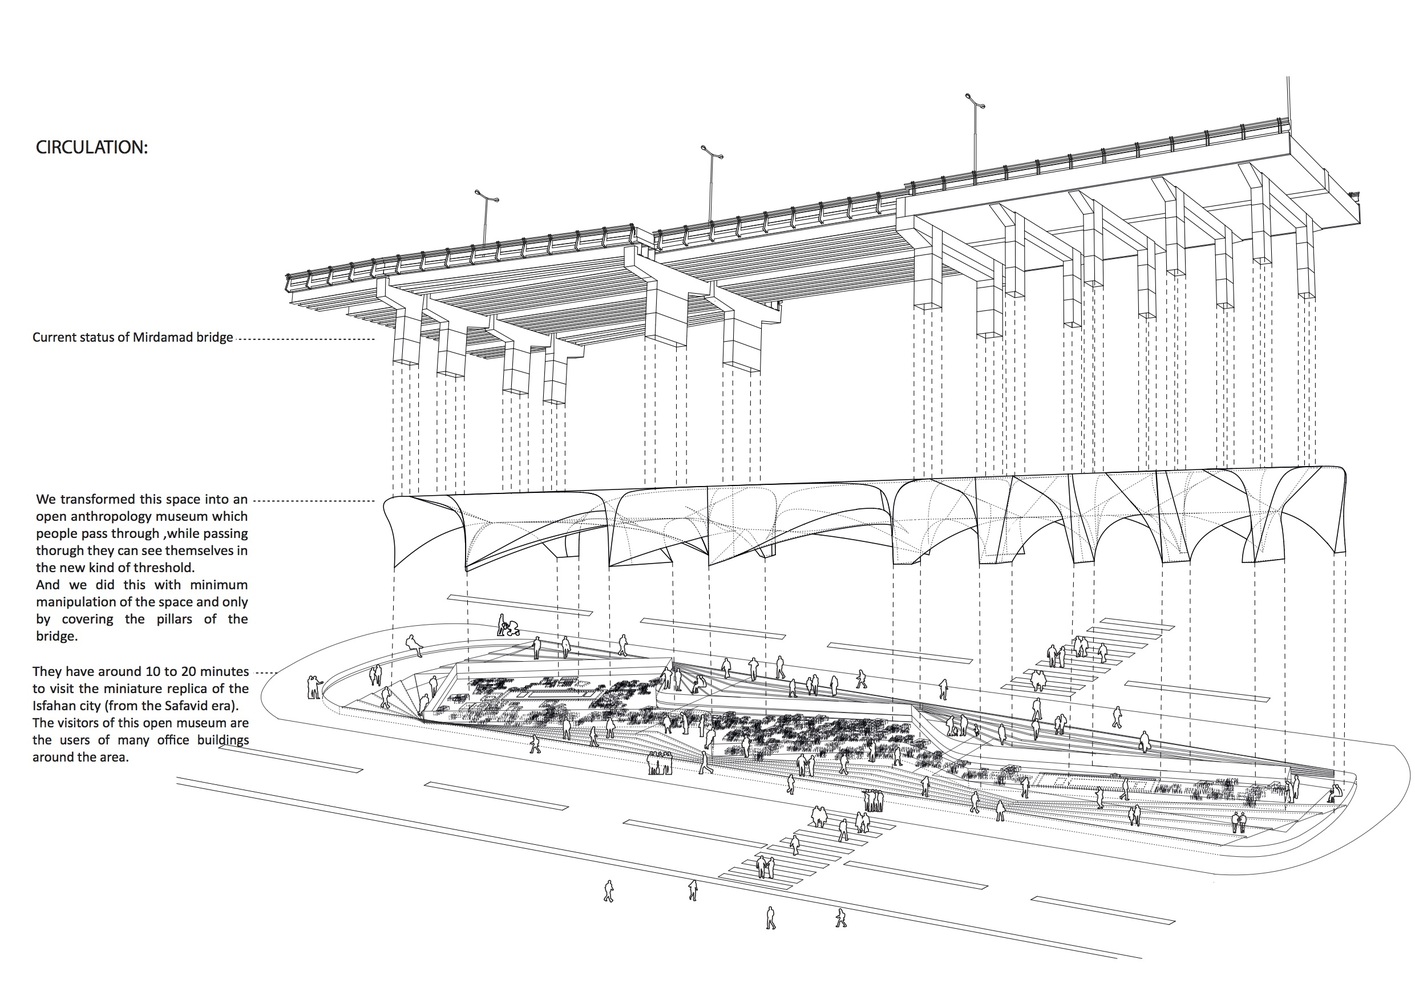 CIRCULATION:
Current status of Mirdamad bridge
We transformed this space into an
open anthropology museum which
people pass through ,while passing
thorugh they can see themselves in
the new kind of threshold.
And we did this with minimum
manipulation of the space and only
by covering the pillars of the
bridge.
They have around 10 to 20 minutes
to visit the miniature replica of the
Isfahan city (from the Safavid era).
The visitors of this open museum are
the users of many office buildings
around the area.